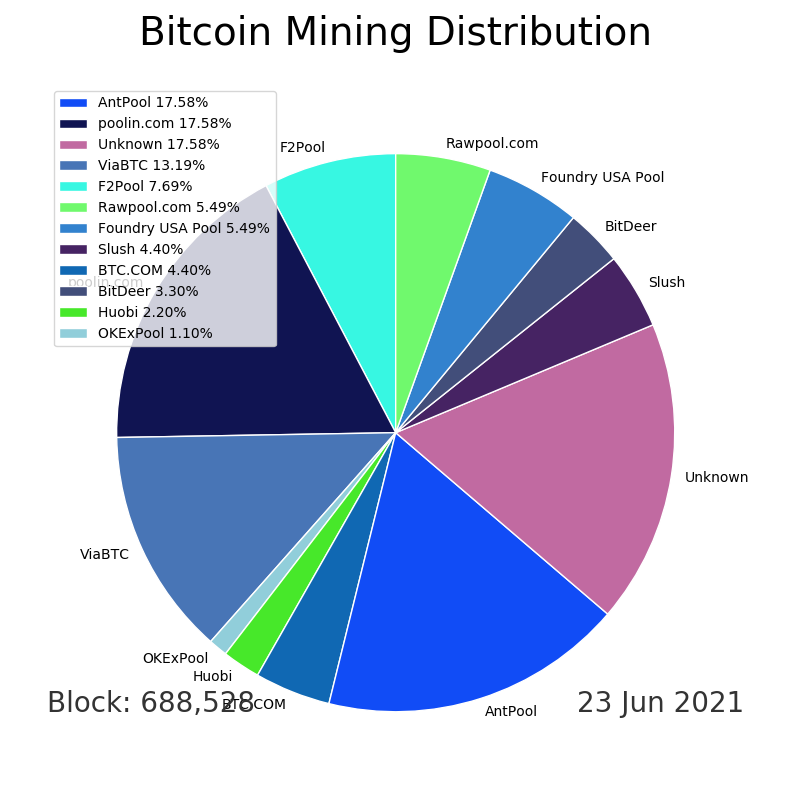 Bitcoin Mining Distribution
AntPool 17.58%
poolin.com 17.58%
Unknown 17.58%
ViaBTC 13.19%
F2Pool 7.69%
Rawpool.com 5.49%
Foundry USA Pool 5.49%
Slush 4.40%
BTC.COM 4.40%
BitDeer 3.30%
Huobi 2.20%
OKExPool 1.10%
F2Pool
Rawpool.com
Foundry USA Pool
BitDeer
Slush
poolin.com
Unknown
ViaBTC
OKExPool
Huobi
BTC.COM
AntPool
Block: 688,528
23 Jun 2021